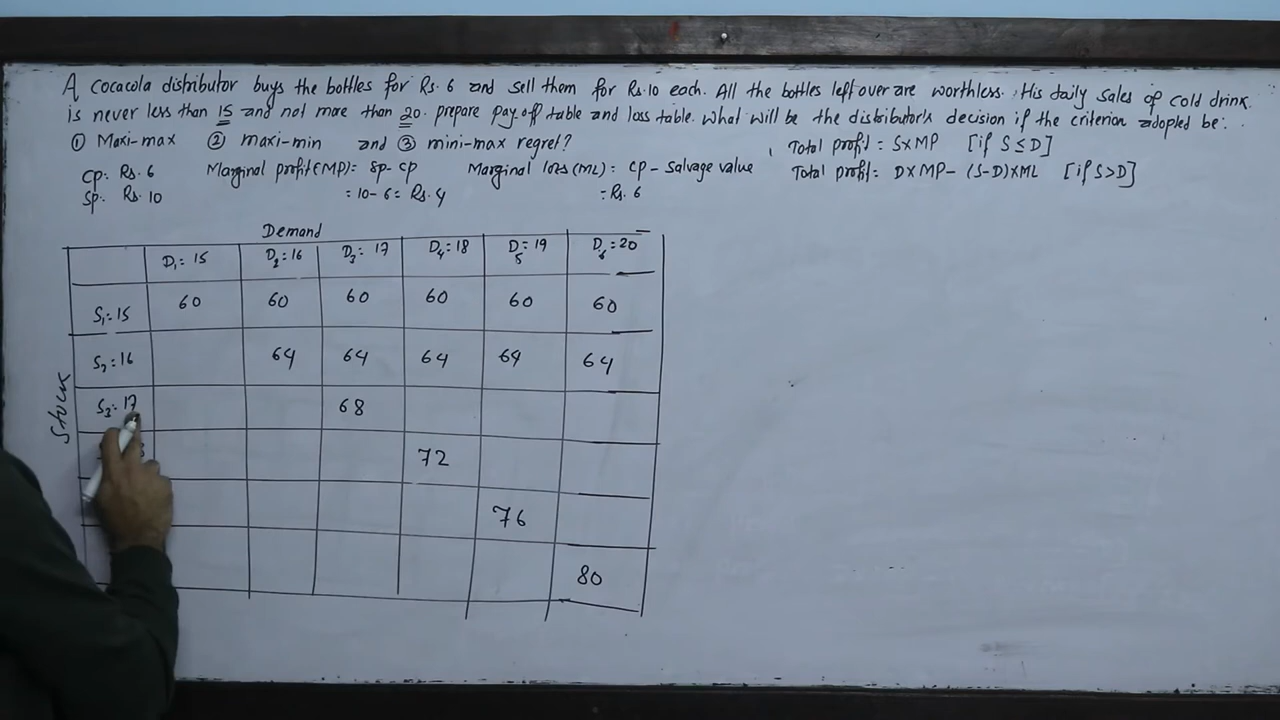 A cocacola distributor buys the bottles for Rs. 6 and sell them for Rs. 10 each. All the bottles left over are worthless. His daily sales of cold drink
is never less than 15 and not more than 20. prepare pay off table and loss table. What will be the distributor's decision if the criterion adopted be:
① Maxi-max ② maxi-min and ③ mini-max regret?
Total profit = S×MP [if S≤D]
CP: Rs. 6 Marginal profit(MP) = SP-CP Marginal loss(ML) = CP-Salvage value Total profit = D×MP-(S-D)×ML [if S>D]
SP: Rs. 10 = 10-6 = Rs. 4 = Rs. 6
Demand
D1 = 15 D2 = 16 D3 = 17 D4 = 18 D5 = 19 D6 = 20
S1 = 15 60 60 60 60 60 60
S2 = 16 64 64 64 64 64
Stock
S3 = 17 68
72
76
80